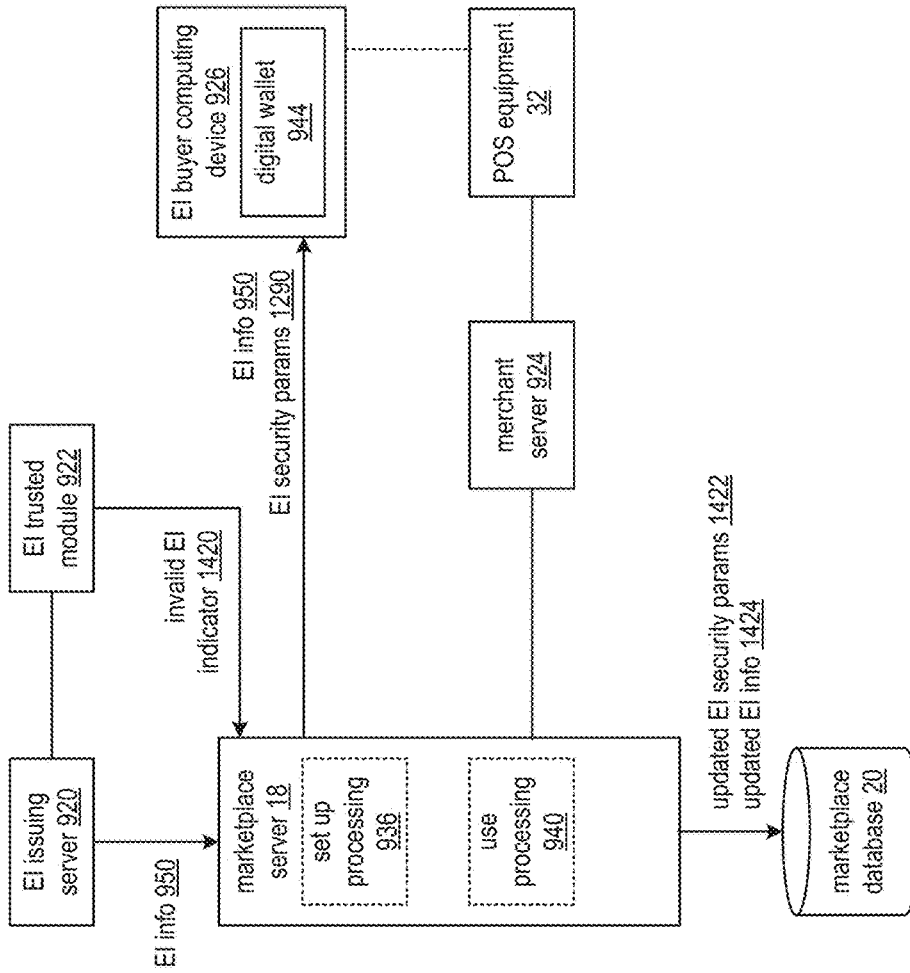 EI issuing
server 920
EI trusted
module 922
EI info 950
invalid EI
indicator 1420
marketplace
server 18
set up
processing
936
use
processing
940
EI info 950
EI security params 1290
EI buyer computing
device 926
digital wallet
944
merchant
server 924
POS equipment
32
updated EI security params 1422
updated EI info 1424
marketplace
database 20